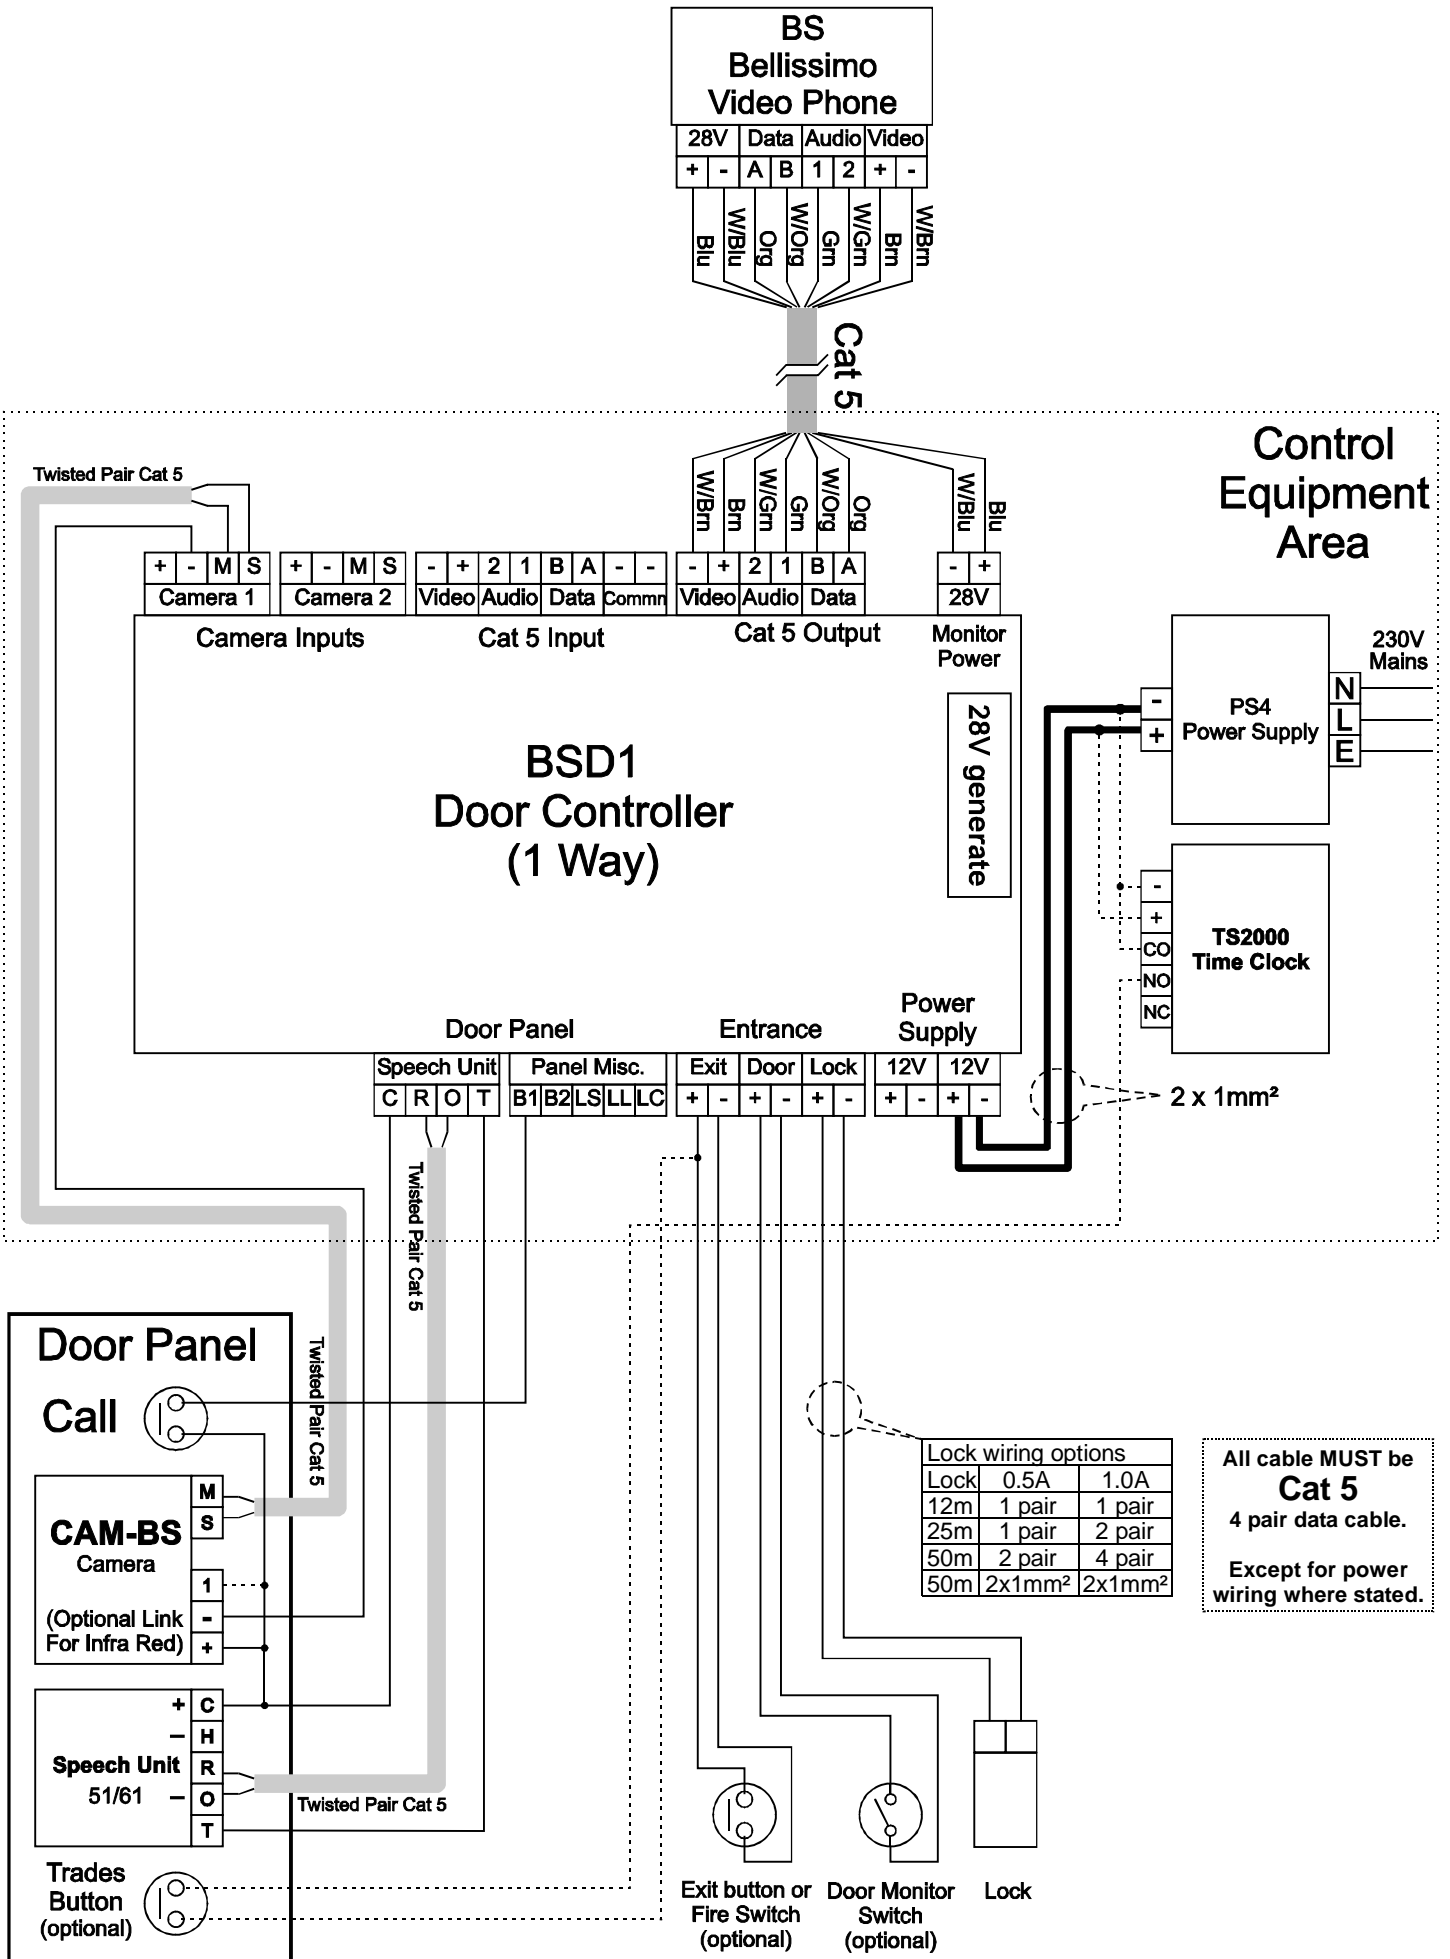 BS
Bellissimo
Video Phone
28V Data Audio Video
+ - A B 1 2 + -
Blu W/Blu Org W/Org Grn W/Grn Brn W/Brn
Cat 5
Control
Equipment
Area
Twisted Pair Cat 5
W/Brn Brn W/Grn Grn W/Org Org W/Blu Blu
+ - M S + - M S - + 2 1 B A - - - + 2 1 B A - +
Camera 1 Camera 2 Video Audio Data Commn Video Audio Data 28V
Camera Inputs Cat 5 Input Cat 5 Output Monitor
Power
28V generate
BSD1
Door Controller
(1 Way)
230V
Mains
PS4
Power Supply
-
+
N
L
E
TS2000
Time Clock
-
+
CO
NO
NC
Door Panel Entrance Power
Supply
Speech Unit Panel Misc. Exit Door Lock 12V 12V
C R O T B1 B2 LS LL LC + - + - + - + - + -
2 x 1mm²
Twisted Pair Cat 5
Door Panel
Call
Twisted Pair Cat 5
CAM-BS
Camera
(Optional Link
For Infra Red)
M
S
1
-
+
Speech Unit
51/61
+ C
– H
R
– O
T
Twisted Pair Cat 5
Trades
Button
(optional)
Lock wiring options
Lock 0.5A 1.0A
12m 1 pair 1 pair
25m 1 pair 2 pair
50m 2 pair 4 pair
50m 2x1mm² 2x1mm²
All cable MUST be
Cat 5
4 pair data cable.
Except for power
wiring where stated.
Exit button or
Fire Switch
(optional)
Door Monitor
Switch
(optional)
Lock